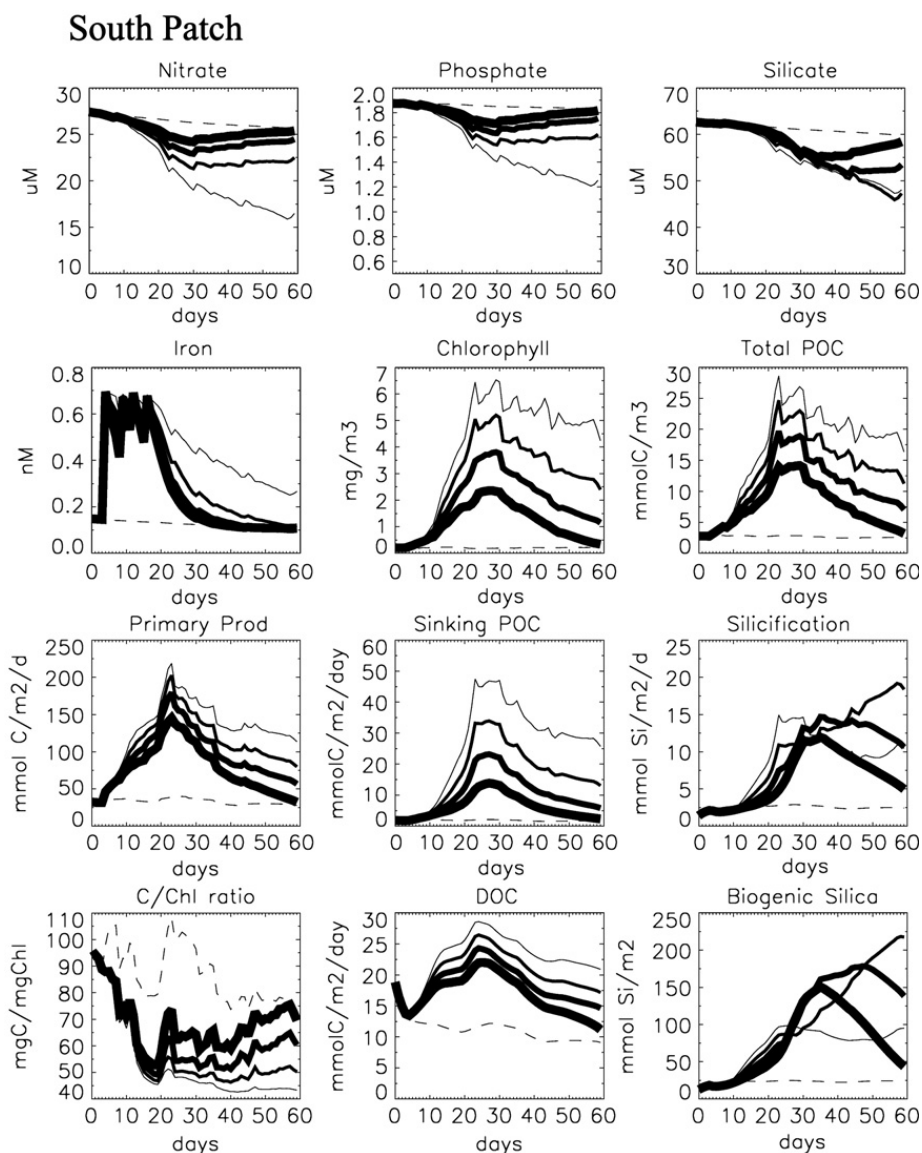 South Patch
Nitrate
30
25
20
15
10
uM
0 10 20 30 40 50 60
days
Phosphate
2.0
1.8
1.6
1.4
1.2
1.0
0.8
0.6
uM
0 10 20 30 40 50 60
days
Silicate
70
60
50
40
30
uM
0 10 20 30 40 50 60
days
Iron
0.8
0.6
0.4
0.2
0.0
nM
0 10 20 30 40 50 60
days
Chlorophyll
7
6
5
4
3
2
1
0
mg/m3
0 10 20 30 40 50 60
days
Total POC
30
25
20
15
10
5
0
mmolC/m3
0 10 20 30 40 50 60
days
Primary Prod
250
200
150
100
50
0
mmol C/m2/d
0 10 20 30 40 50 60
days
Sinking POC
60
50
40
30
20
10
0
mmolC/m2/day
0 10 20 30 40 50 60
days
Silicification
25
20
15
10
5
0
mmol Si/m2/d
0 10 20 30 40 50 60
days
C/Chl ratio
110
100
90
80
70
60
50
40
mgC/mgChl
0 10 20 30 40 50 60
days
DOC
30
25
20
15
10
5
0
mmolC/m2/day
0 10 20 30 40 50 60
days
Biogenic Silica
250
200
150
100
50
0
mmol Si/m2
0 10 20 30 40 50 60
days